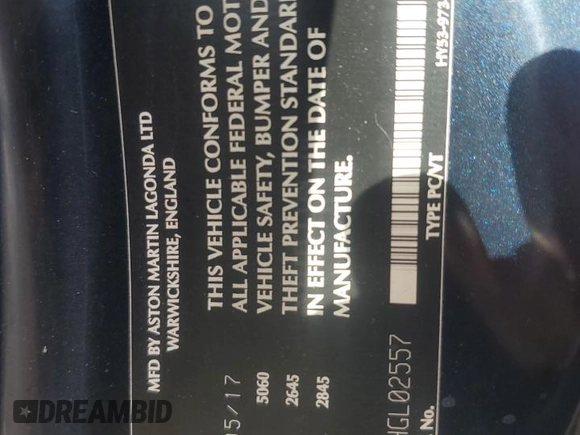 MFD BY ASTON MARTIN LAGONDA LTD
WARWICKSHIRE, ENGLAND
THIS VEHICLE CONFORMS TO
ALL APPLICABLE FEDERAL
VEHICLE SAFETY, BUMPER AND
THEFT PREVENTION
IN EFFECT ON THE DATE OF
MANUFACTURE.
5/17
5060
2645
2845
GL02557
No.
TYPE PC/VT
HY53-973
DREAMBID